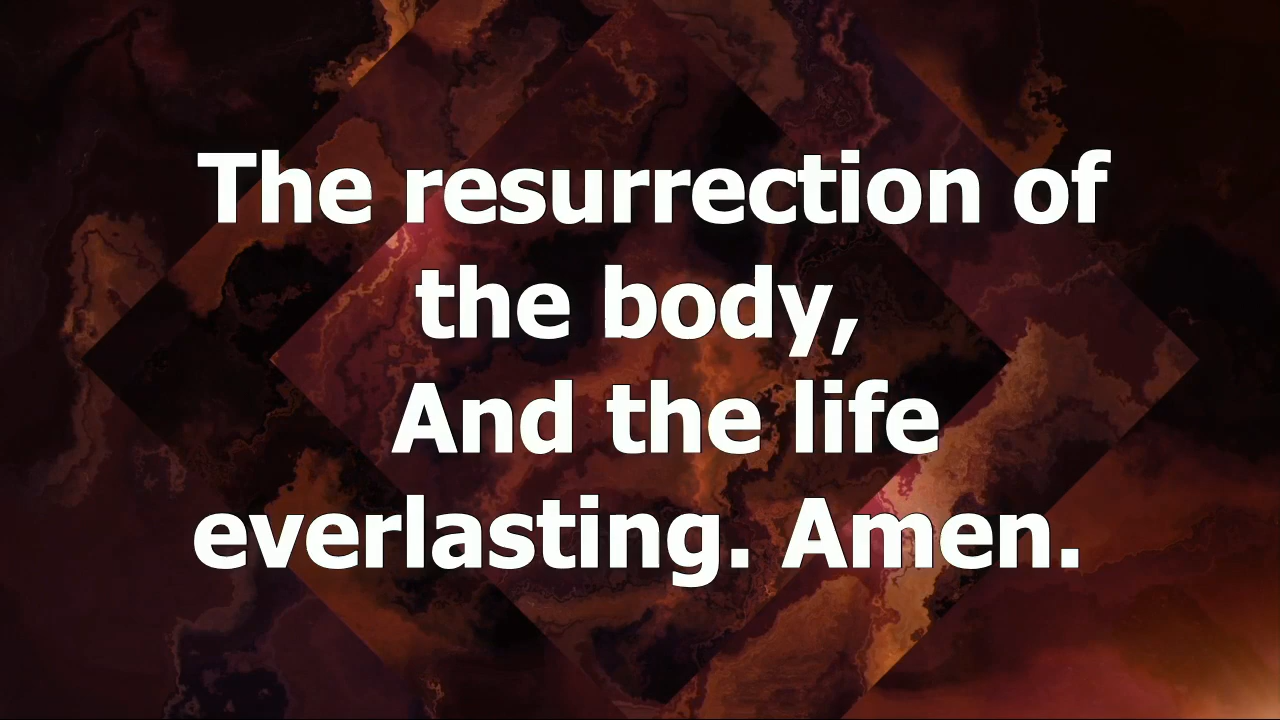 The resurrection of
the body,
And the life
everlasting. Amen.